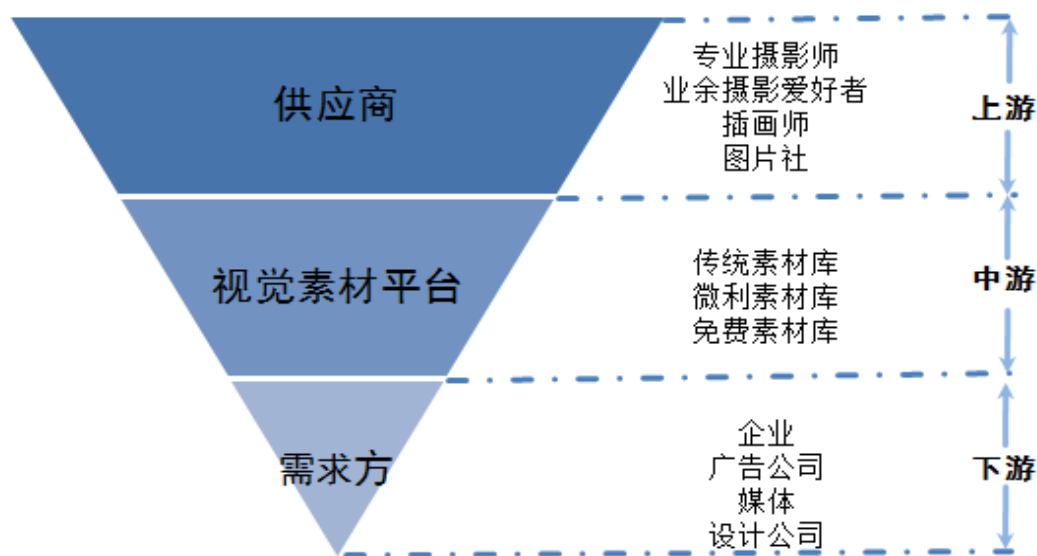 供应商
专业摄影师
业余摄影爱好者
插画师
图片社
上游
视觉素材平台
传统素材库
微利素材库
免费素材库
中游
需求方
企业
广告公司
媒体
设计公司
下游